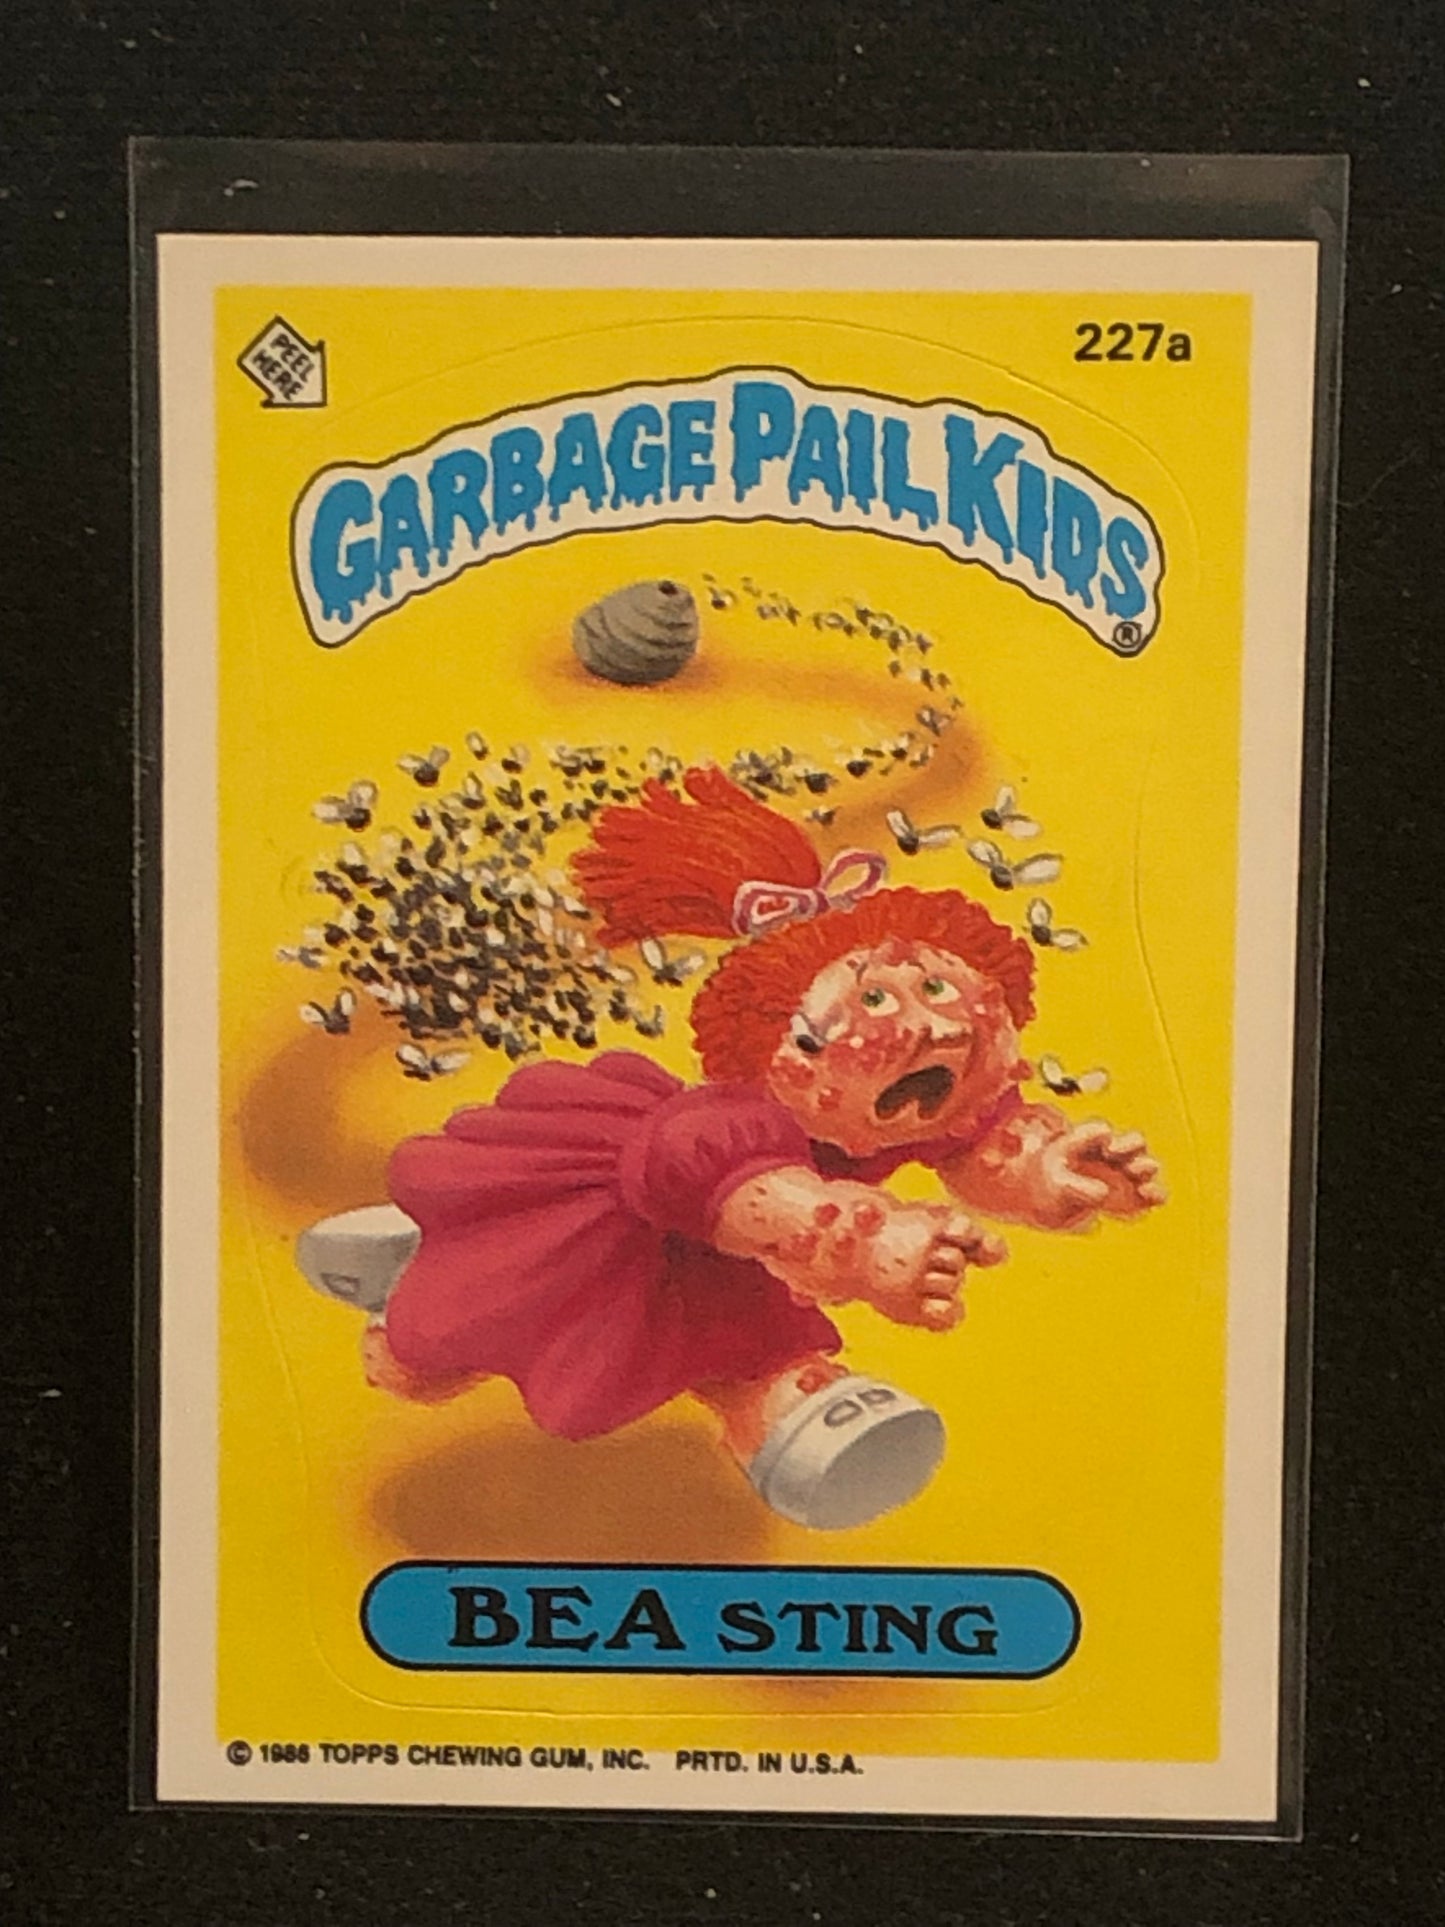 PEEL
HERE
227a
GARBAGE PAIL KIDS
®
BEA STING
© 1986 TOPPS CHEWING GUM, INC. PRTD. IN U.S.A.